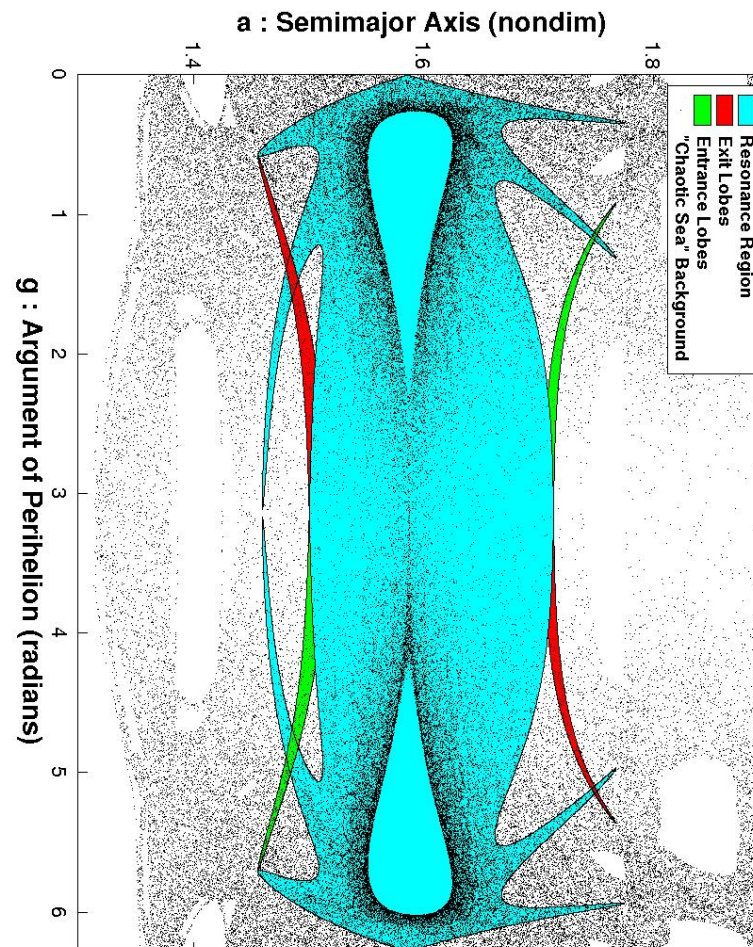 a : Semimajor Axis (nondim)
1.4
1.6
1.8
Resonance Region
Exit Lobes
Entrance Lobes
"Chaotic Sea" Background
0
1
2
3
4
5
6
g : Argument of Perihelion (radians)